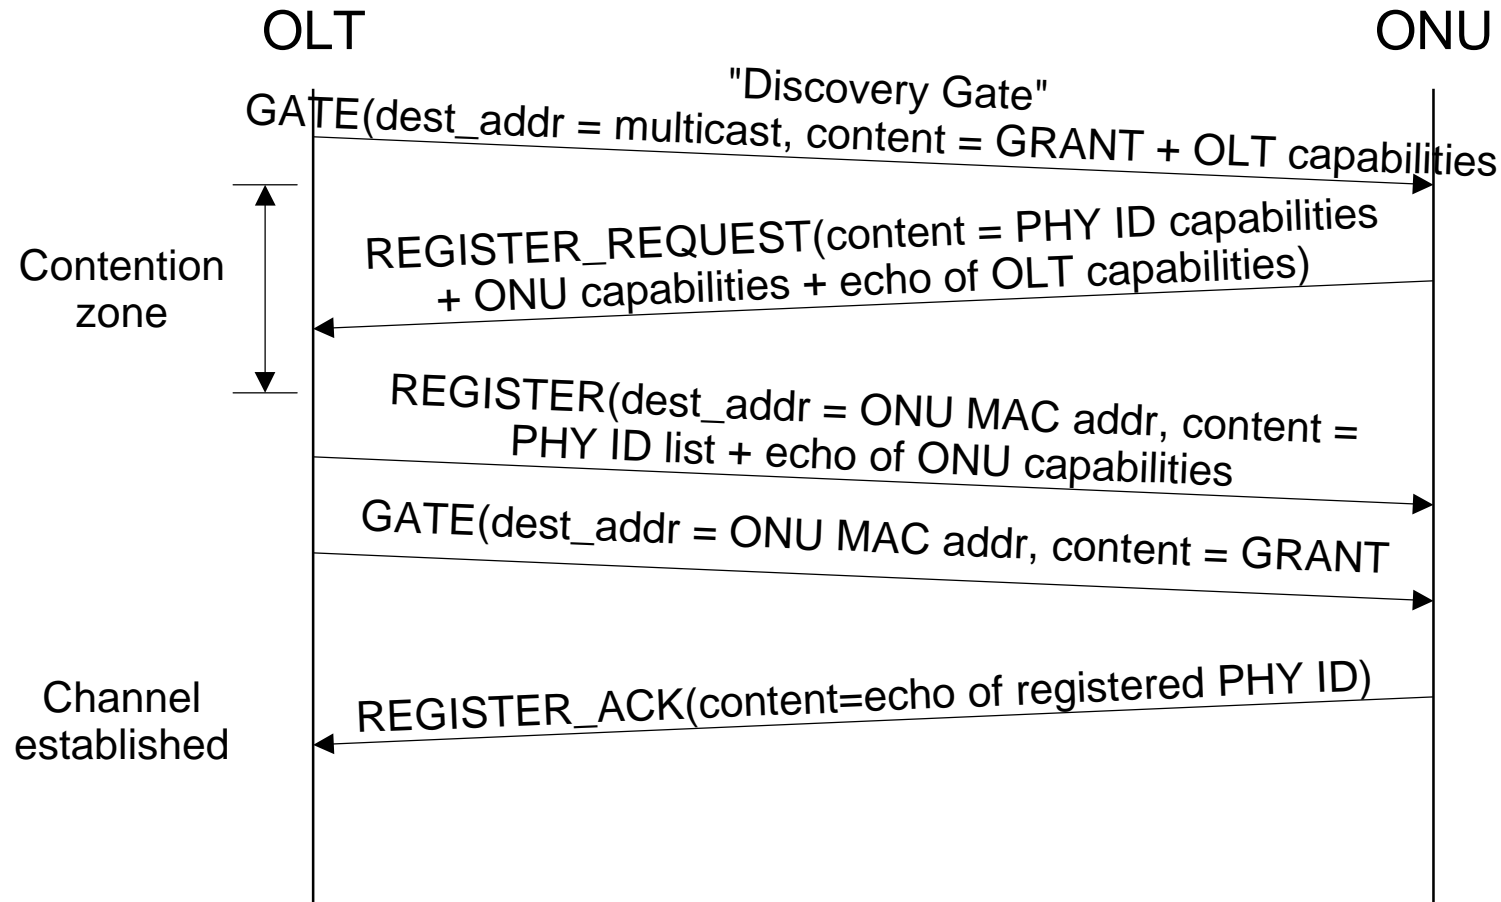 OLT
ONU
"Discovery Gate"
GATE(dest_addr = multicast, content = GRANT + OLT capabilities
REGISTER_REQUEST(content = PHY ID capabilities
+ ONU capabilities + echo of OLT capabilities)
Contention
zone
REGISTER(dest_addr = ONU MAC addr, content =
PHY ID list + echo of ONU capabilities
GATE(dest_addr = ONU MAC addr, content = GRANT
REGISTER_ACK(content=echo of registered PHY ID)
Channel
established